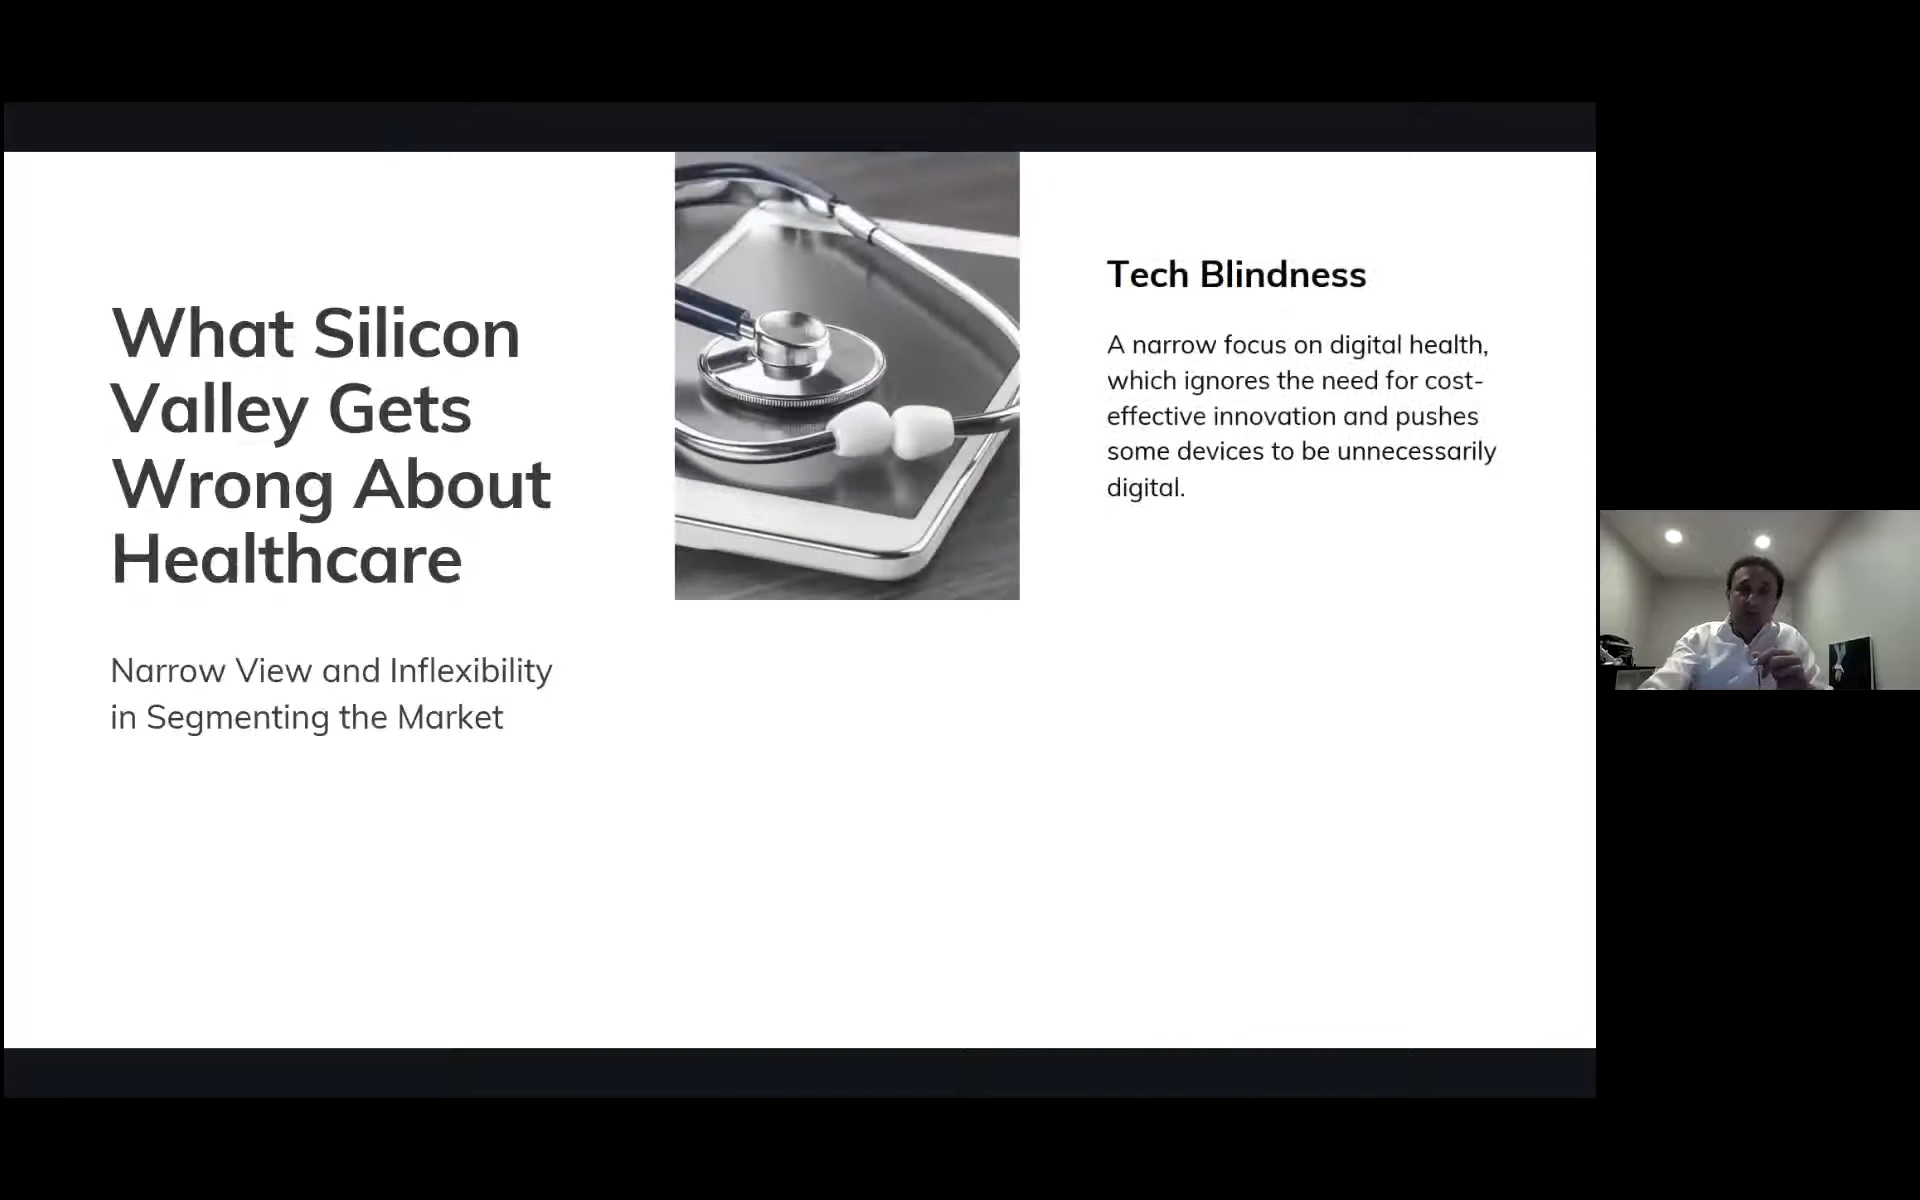 What Silicon
Valley Gets
Wrong About
Healthcare
Narrow View and Inflexibility
in Segmenting the Market
Tech Blindness
A narrow focus on digital health,
which ignores the need for cost-
effective innovation and pushes
some devices to be unnecessarily
digital.